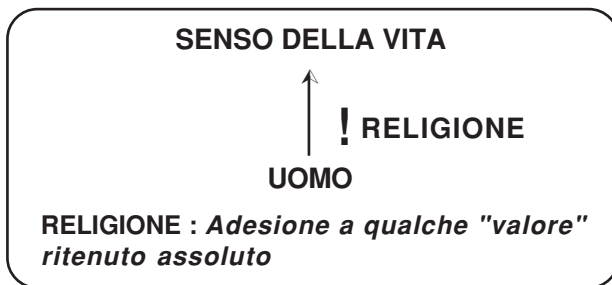 SENSO DELLA VITA
! RELIGIONE
UOMO
RELIGIONE : Adesione a qualche "valore"
ritenuto assoluto